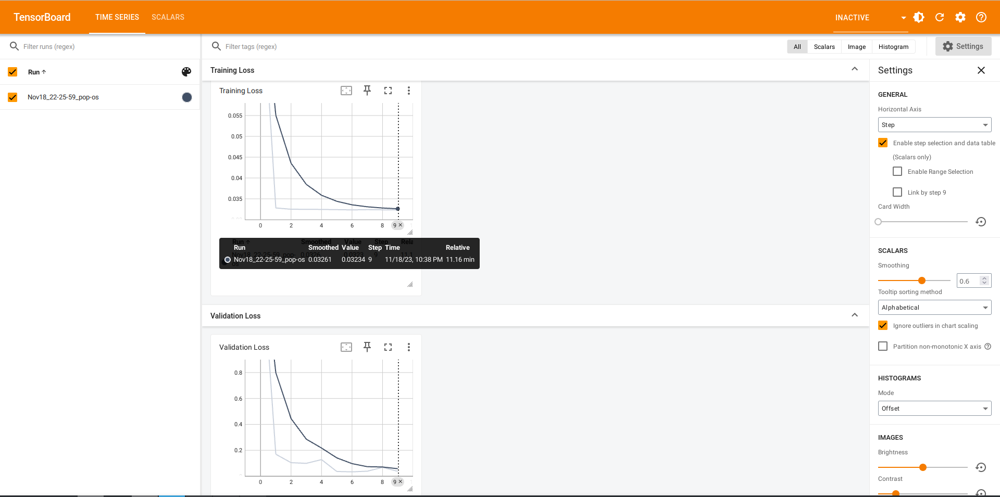 TensorBoard
TIME SERIES
SCALARS
INACTIVE
Filter runs (regex)
Filter tags (regex)
All
Scalars
Image
Histogram
Settings
Run ↑
Nov18_22-25-59_pop-os
Training Loss
Training Loss
0.055
0.05
0.045
0.04
0.035
0 2 4 6 8 9 ×
Run Smoothed Value Step Time Relative
Nov18_22-25-59_pop-os 0.03261 0.03234 9 11/18/23, 10:38 PM 11.16 min
Validation Loss
Validation Loss
0.8
0.6
0.4
0.2
0 2 4 6 8 9 ×
Settings
GENERAL
Horizontal Axis
Step
Enable step selection and data table
(Scalars only)
Enable Range Selection
Link by step 9
Card Width
SCALARS
Smoothing
0.6
Tooltip sorting method
Alphabetical
Ignore outliers in chart scaling
Partition non-monotonic X axis
HISTOGRAMS
Mode
Offset
IMAGES
Brightness
Contrast